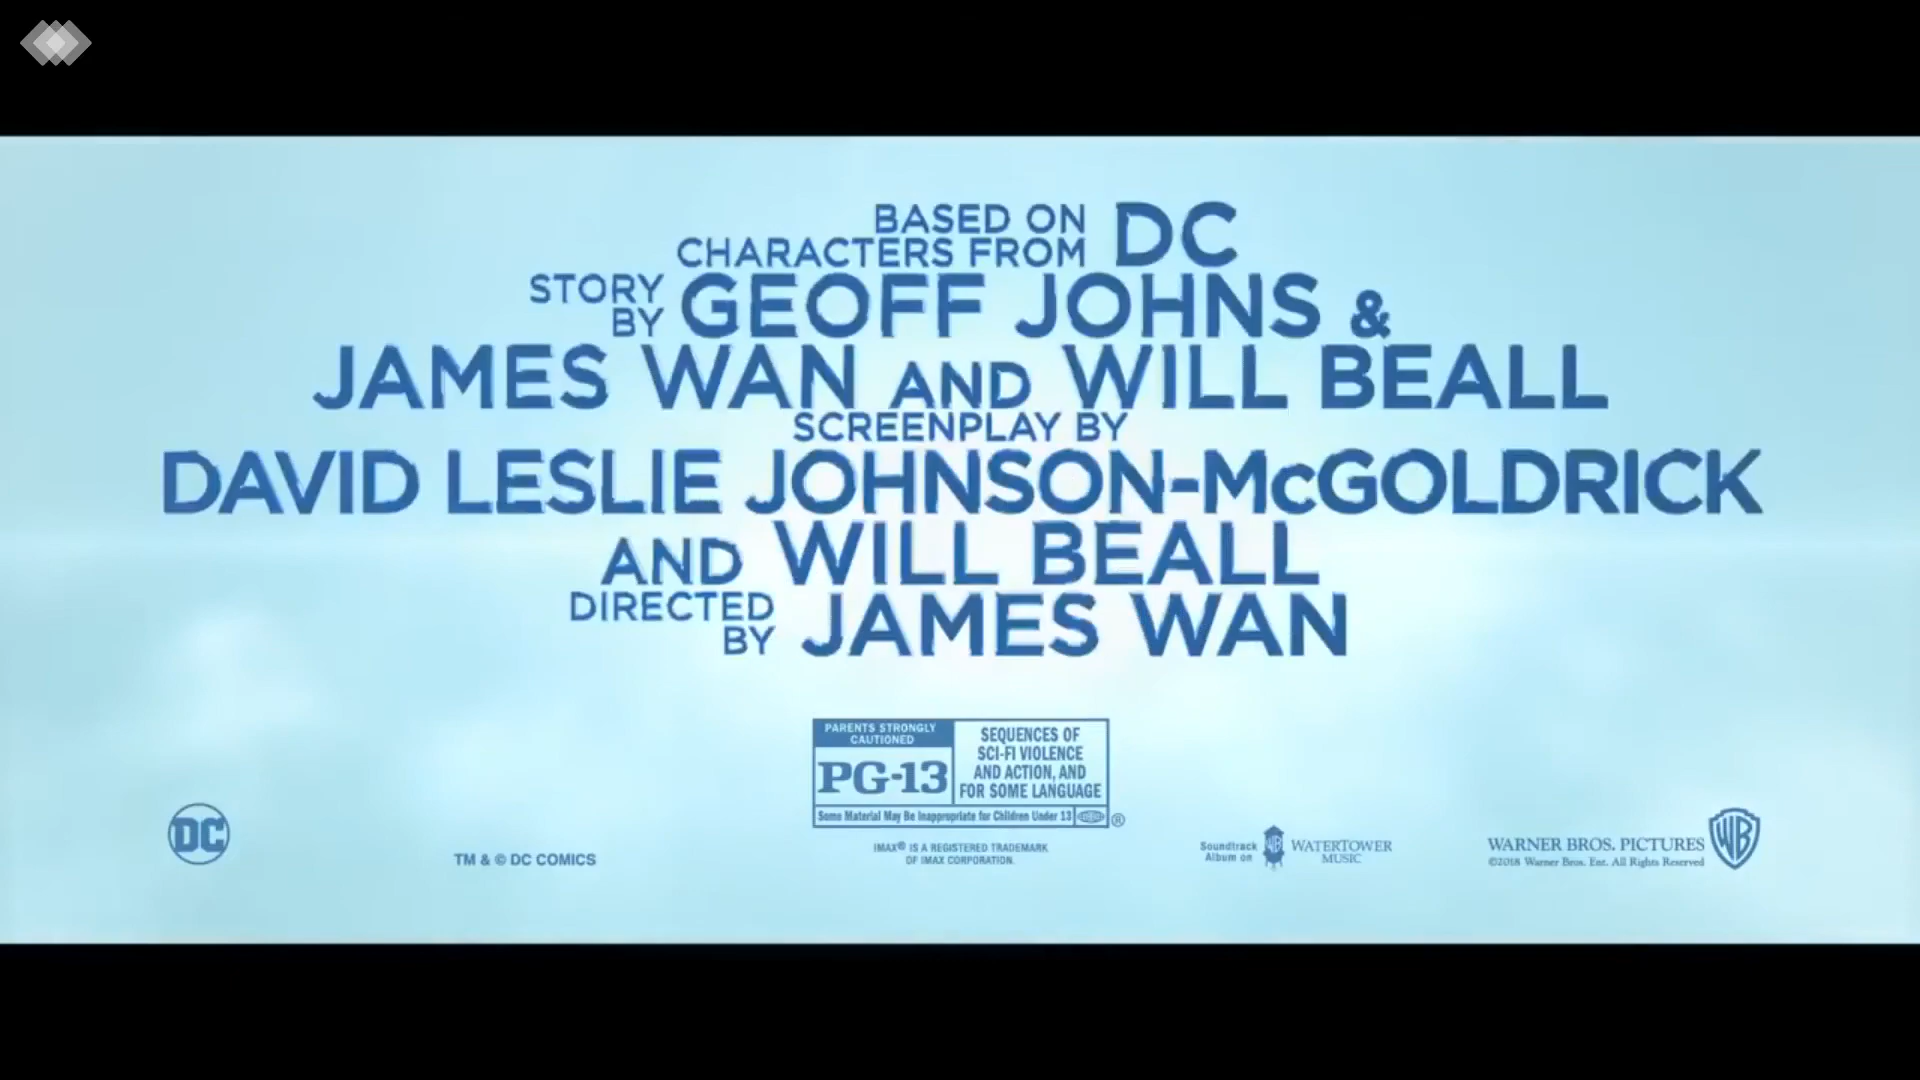 BASED ON
CHARACTERS FROM DC
STORY
BY GEOFF JOHNS &
JAMES WAN AND WILL BEALL
SCREENPLAY BY
DAVID LESLIE JOHNSON-McGOLDRICK
AND WILL BEALL
DIRECTED
BY JAMES WAN
PARENTS STRONGLY
CAUTIONED
PG-13
SEQUENCES OF
SCI-FI VIOLENCE
AND ACTION, AND
FOR SOME LANGUAGE
Some Material May Be Inappropriate for Children Under 13
®
DC
TM & © DC COMICS
IMAX® IS A REGISTERED TRADEMARK
OF IMAX CORPORATION.
Soundtrack
Album on
WB
WATERTOWER
MUSIC
WARNER BROS. PICTURES
©2018 Warner Bros. Ent. All Rights Reserved
WB